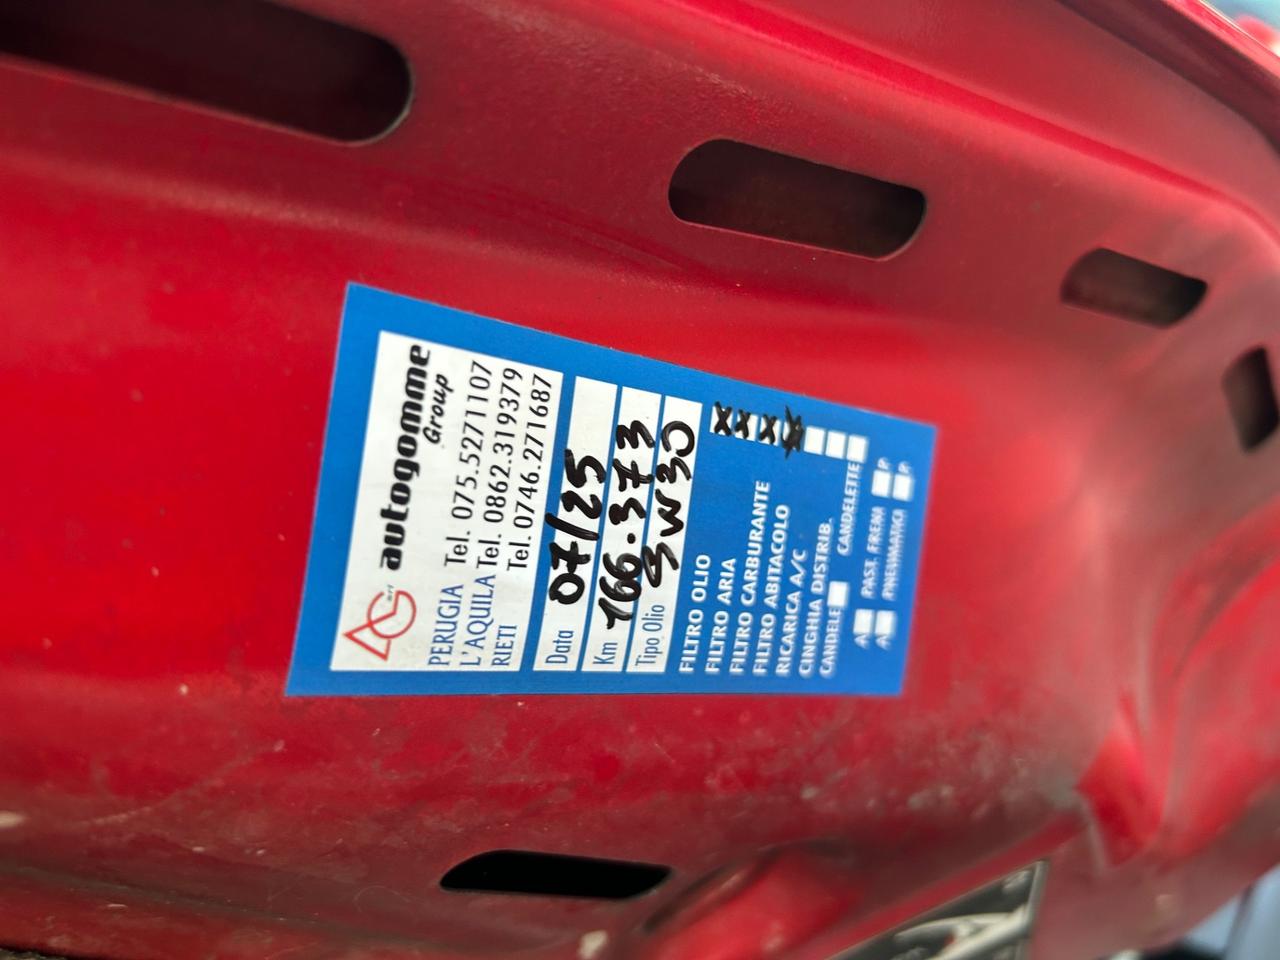 autogomme
Group
srl
PERUGIA Tel. 075.5271107
L'AQUILA Tel. 0862.319379
RIETI Tel. 0746.271687
Data 07/25
Km 166.373
Tipo Olio 5W30
FILTRO OLIO X
FILTRO ARIA X
FILTRO CARBURANTE X
FILTRO ABITACOLO X
RICARICA A/C
CINGHIA DISTRIB.
CANDELE CANDELETTE
A PAST. FRENI P
A PNEUMATICI P